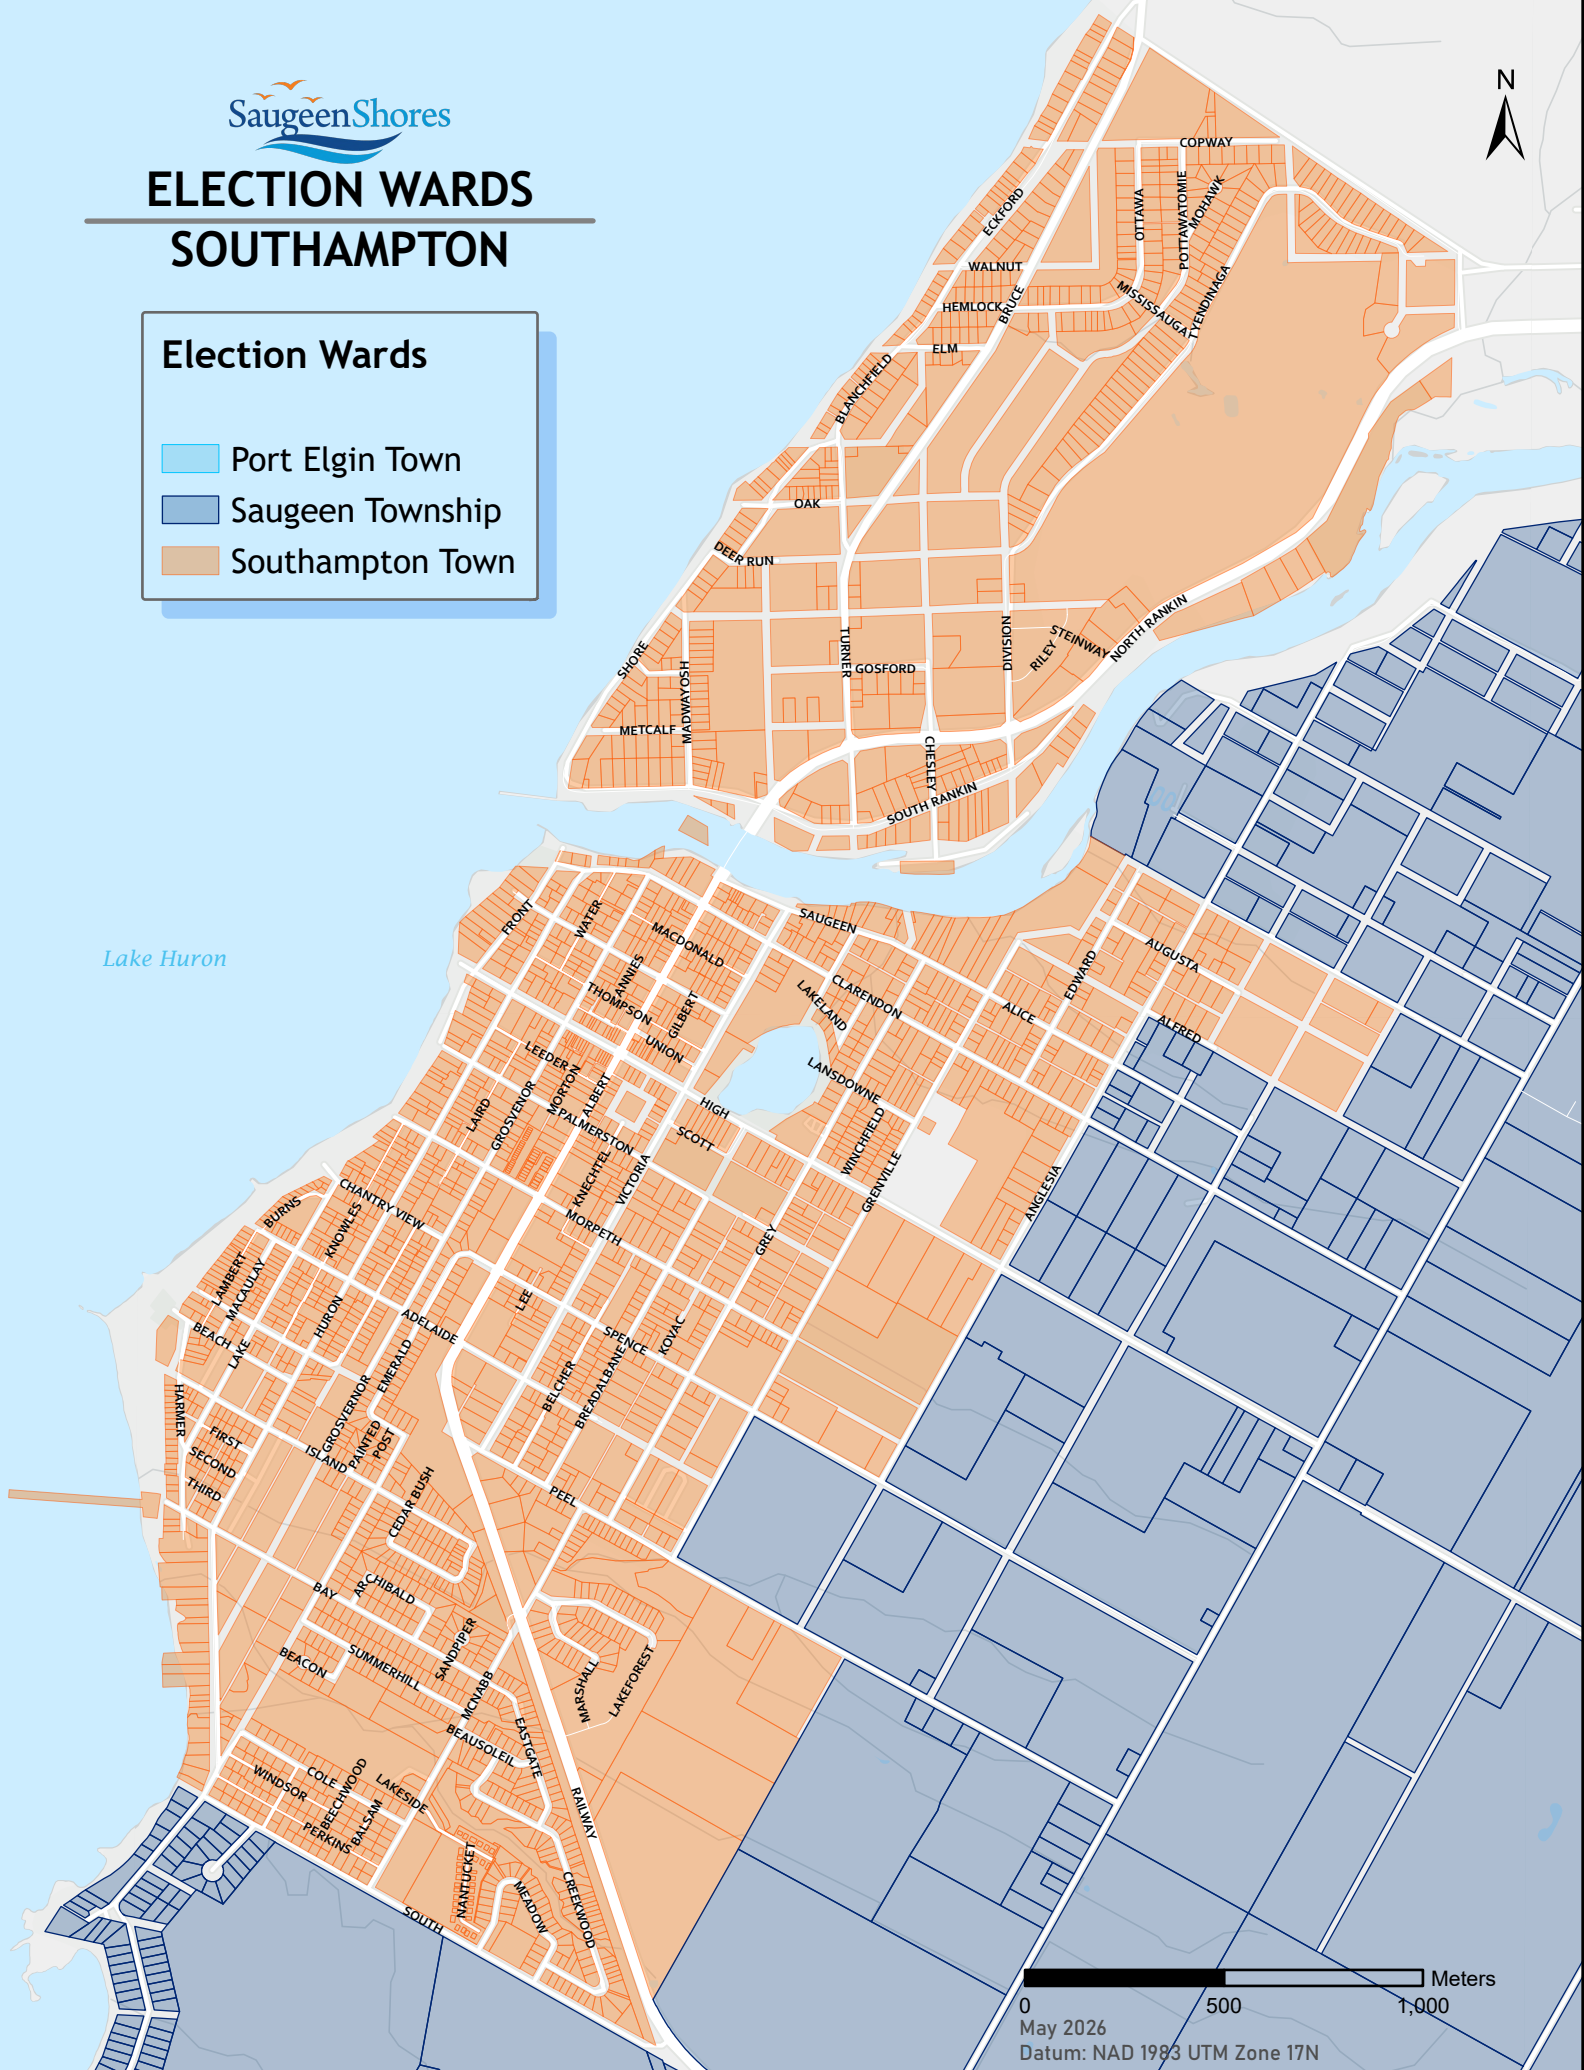 SaugeenShores
ELECTION WARDS
SOUTHAMPTON
Election Wards
Port Elgin Town
Saugeen Township
Southampton Town
N
COPWAY
ECKFORD
OTTAWA
POTTAWATOMIE
MOHAWK
WALNUT
HEMLOCK
BRUCE
MISSISSAUGA
TYENDINAGA
ELM
BLANCHFIELD
OAK
DEER RUN
SHORE
MADWAYOSH
TURNER
GOSFORD
DIVISION
RILEY
STEINWAY
NORTH RANKIN
METCALF
CHESLEY
SOUTH RANKIN
Lake Huron
FRONT
WATER
MACDONALD
SAUGEEN
ANNIES
THOMPSON
GILBERT
UNION
LAKELAND
CLARENDON
ALICE
EDWARD
AUGUSTA
ALFRED
LEEDER
MORTON
ALBERT
LAIRD
GROSVENOR
PALMERSTON
HIGH
SCOTT
LANSDOWNE
WINCHFIELD
GRENVILLE
ANGLESIA
KNECHTEL
VICTORIA
MORPETH
GREY
CHANTRY VIEW
BURNS
KNOWLES
LAMBERT
MACAULAY
BEACH
LAKE
HURON
ADELAIDE
EMERALD
LEE
SPENCE
KOVAC
BELCHER
BREADALBANE
HARMER
FIRST
SECOND
THIRD
GROSVERNOR
ISLAND
PAINTED
POST
CEDAR BUSH
PEEL
BAY
ARCHIBALD
SANDPIPER
SUMMERHILL
BEACON
MCNABB
MARSHALL
LAKEFOREST
BEAUSOLEIL
EASTGATE
WINDSOR
COLE
BEECHWOOD
LAKESIDE
BALSAM
PERKINS
RAILWAY
NANTUCKET
MEADOW
CREEKWOOD
SOUTH
Meters
0 500 1,000
May 2026
Datum: NAD 1983 UTM Zone 17N